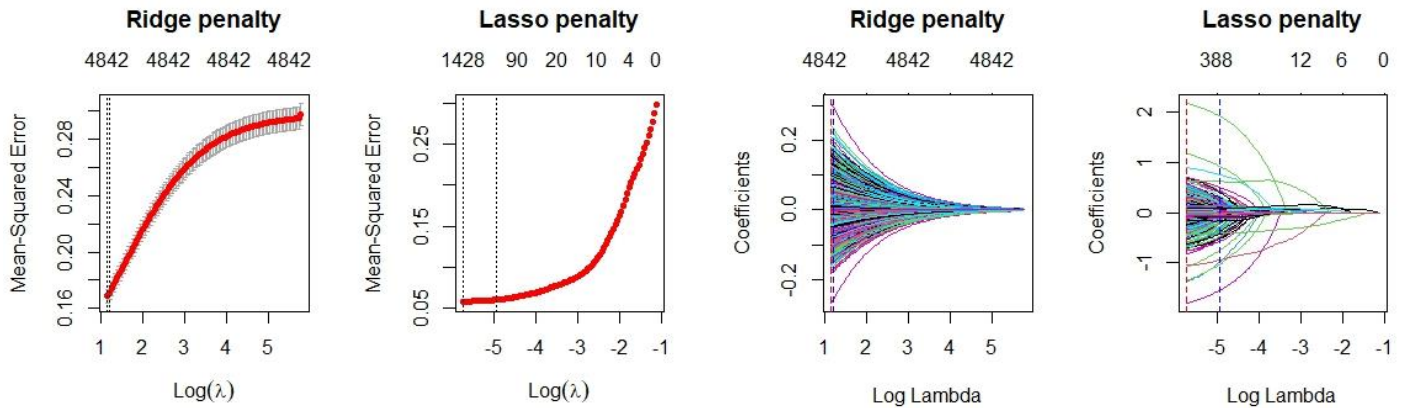 Ridge penalty
4842 4842 4842 4842
Mean-Squared Error
0.16 0.20 0.24 0.28
1 2 3 4 5
Log(λ)
Lasso penalty
1428 90 20 10 4 0
Mean-Squared Error
0.05 0.15 0.25
-5 -4 -3 -2 -1
Log(λ)
Ridge penalty
4842 4842 4842
Coefficients
-0.2 0.0 0.2
1 2 3 4 5
Log Lambda
Lasso penalty
388 12 6 0
Coefficients
-1 0 1 2
-5 -4 -3 -2 -1
Log Lambda